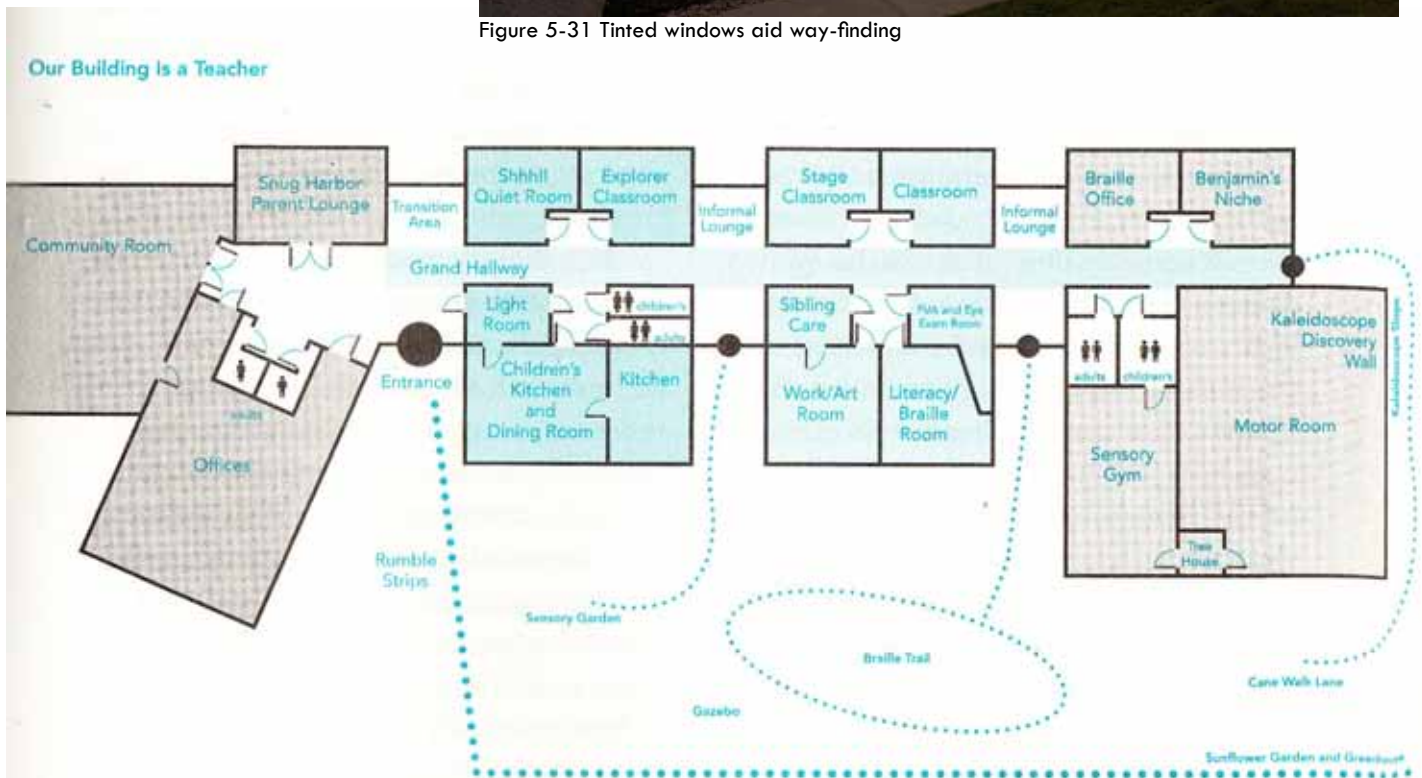 Figure 5-31 Tinted windows aid way-finding
Our Building Is a Teacher
Snug Harbor
Parent Lounge
Community Room
Transition
Area
Shhh!!
Quiet Room
Explorer
Classroom
Informal
Lounge
Stage
Classroom
Classroom
Informal
Lounge
Braille
Office
Benjamin's
Niche
Grand Hallway
Light
Room
children's
adults
Sibling
Care
FVA and Eye
Exam Room
adults
children's
Kaleidoscope
Discovery
Wall
Kaleidoscope
Entrance
Children's
Kitchen
and
Dining Room
Kitchen
Work/Art
Room
Literacy/
Braille
Room
Motor Room
adults
Offices
Sensory
Gym
Tree
House
Rumble
Strips
Sensory Garden
Braille Trail
Cane Walk Lane
Gazebo
Sunflower Garden and